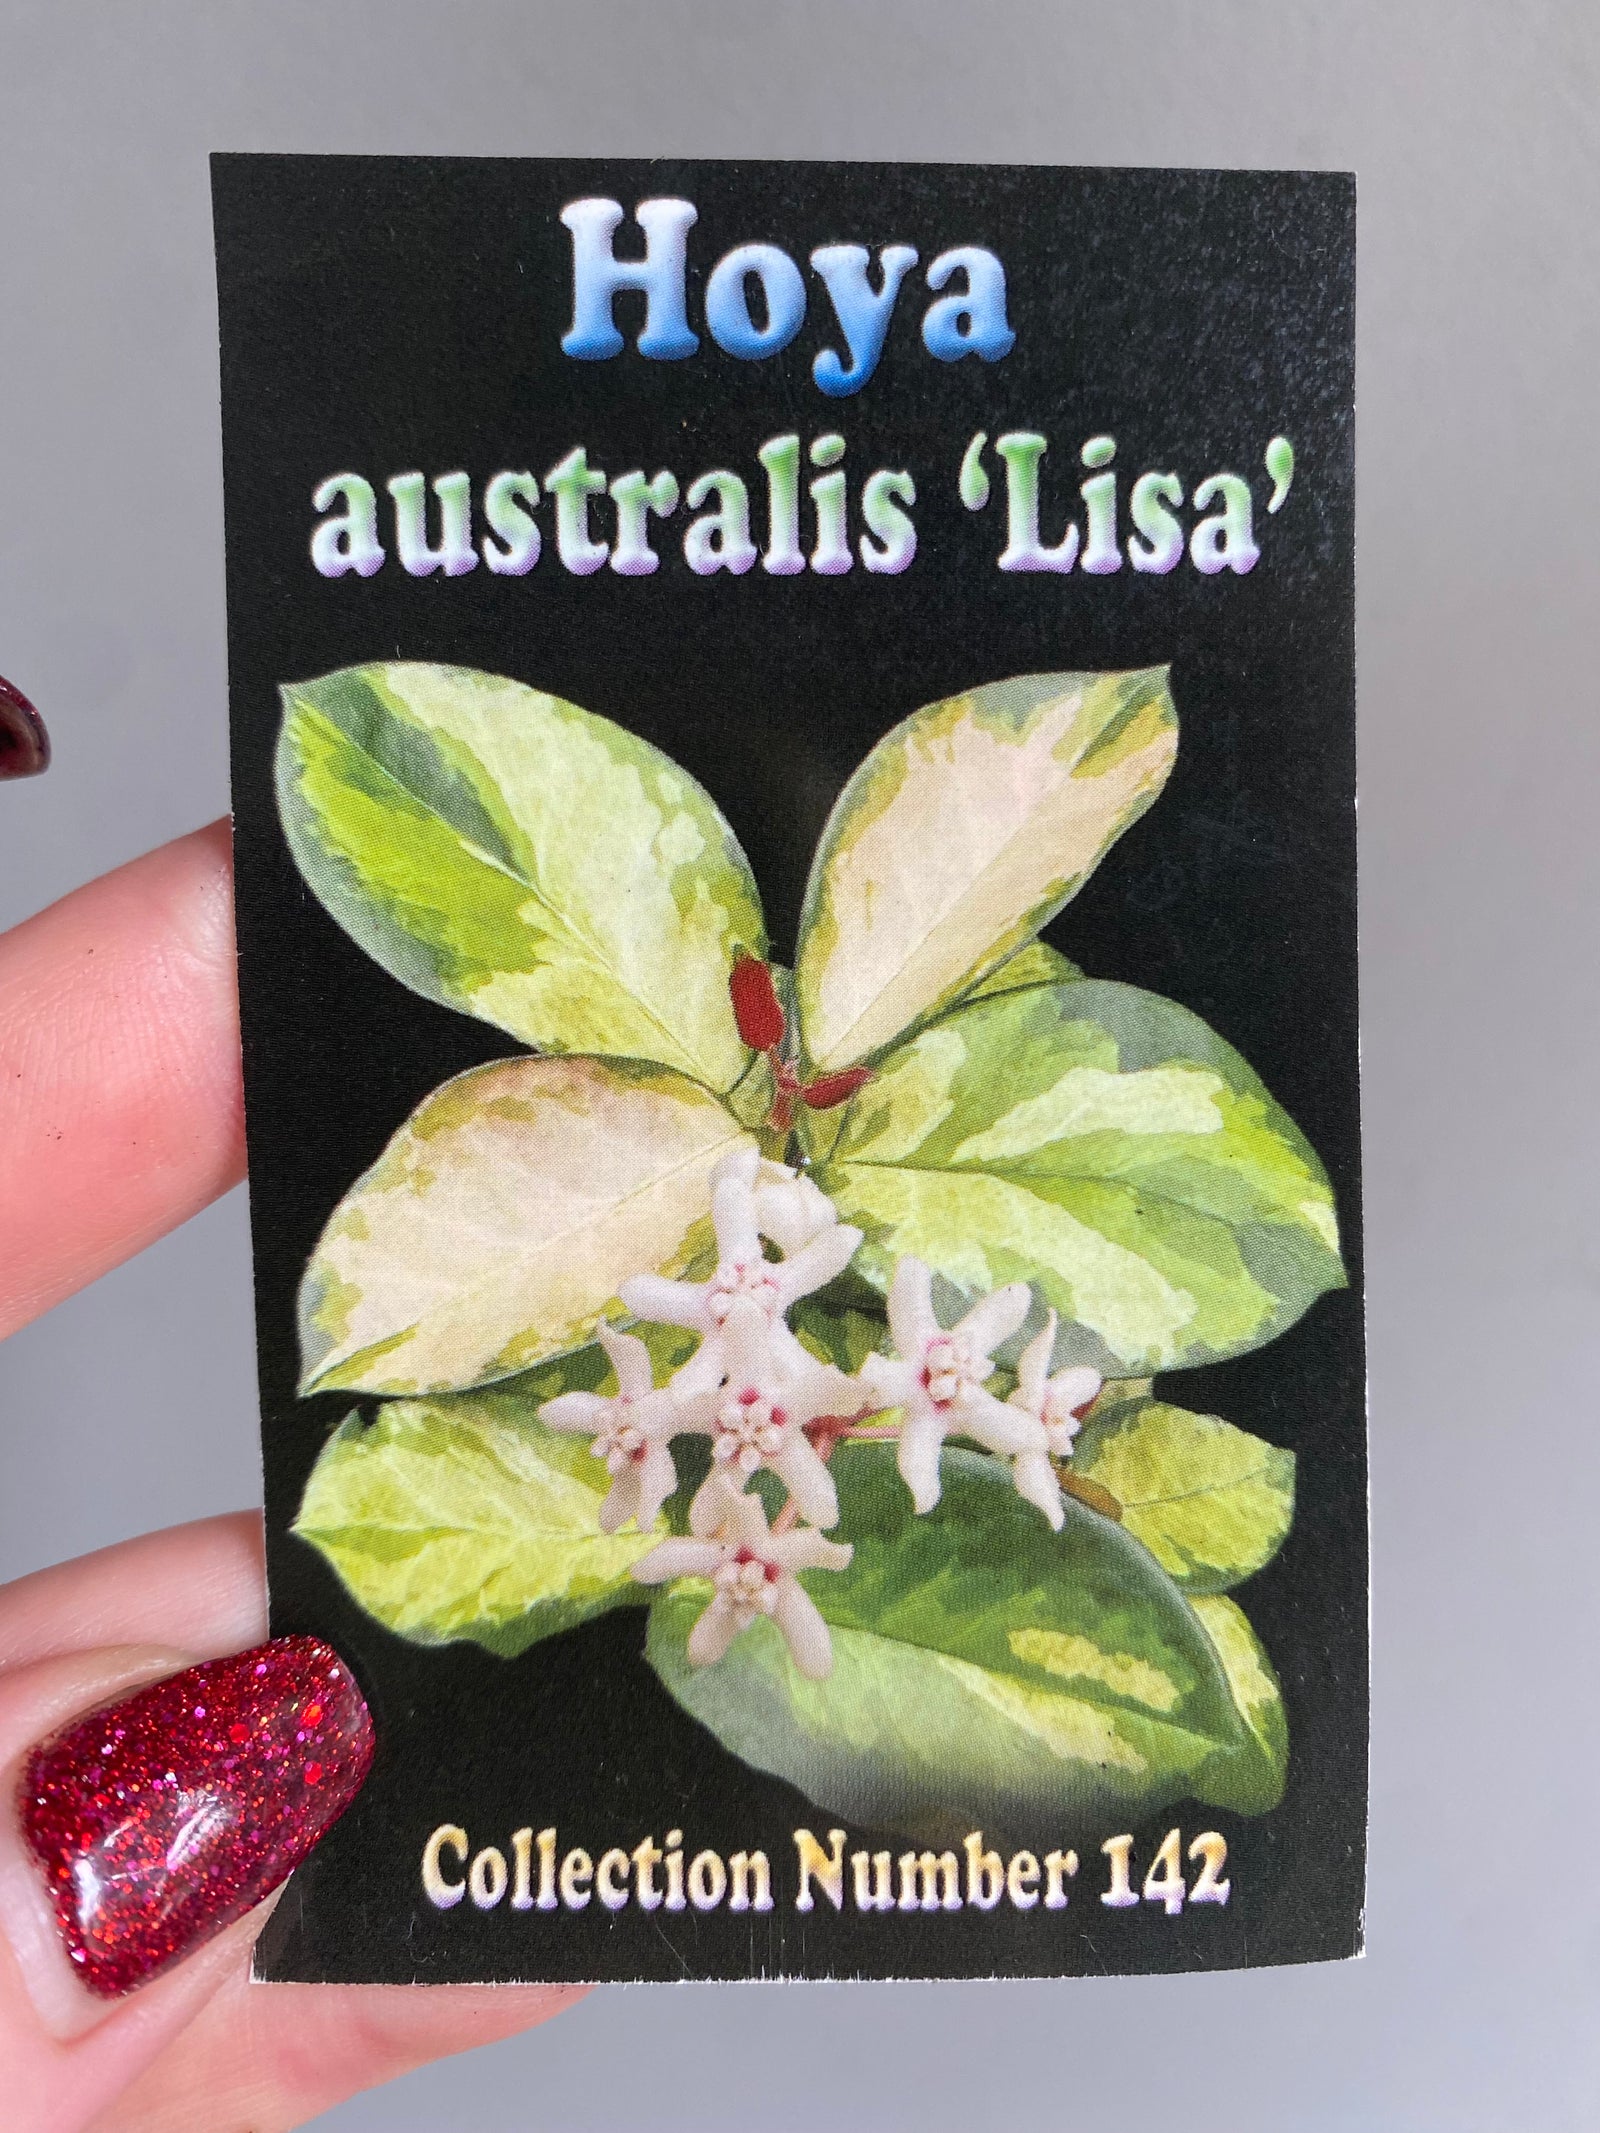 Hoya
australis ‘Lisa’
Collection Number 142